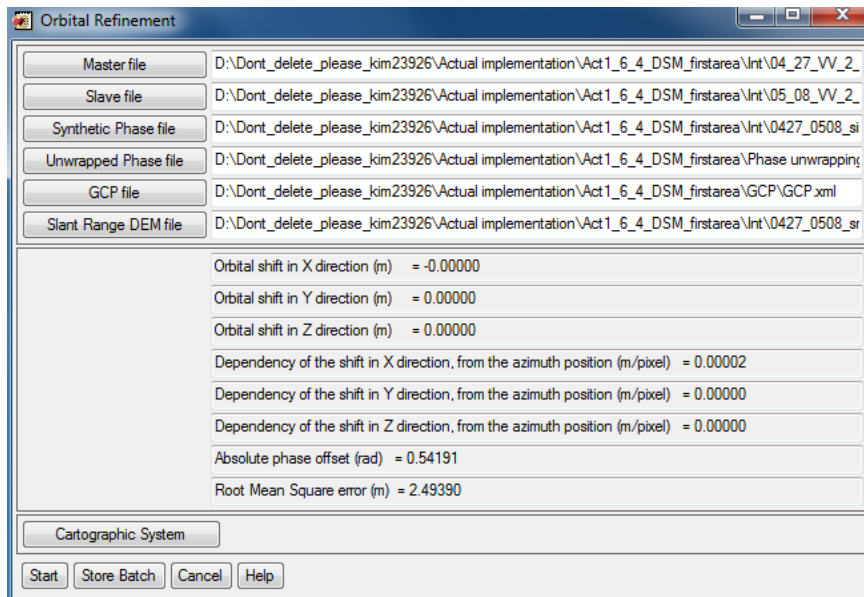 Orbital Refinement
Master file D:\Dont_delete_please_kim23926\Actual implementation\Act1_6_4_DSM_firstarea\Int\04_27_VV_2_
Slave file D:\Dont_delete_please_kim23926\Actual implementation\Act1_6_4_DSM_firstarea\Int\05_08_VV_2_
Synthetic Phase file D:\Dont_delete_please_kim23926\Actual implementation\Act1_6_4_DSM_firstarea\Int\0427_0508_si
Unwrapped Phase file D:\Dont_delete_please_kim23926\Actual implementation\Act1_6_4_DSM_firstarea\Phase unwrapping
GCP file D:\Dont_delete_please_kim23926\Actual implementation\Act1_6_4_DSM_firstarea\GCP\GCP.xml
Slant Range DEM file D:\Dont_delete_please_kim23926\Actual implementation\Act1_6_4_DSM_firstarea\Int\0427_0508_sr
Orbital shift in X direction (m) = -0.00000
Orbital shift in Y direction (m) = 0.00000
Orbital shift in Z direction (m) = 0.00000
Dependency of the shift in X direction, from the azimuth position (m/pixel) = 0.00002
Dependency of the shift in Y direction, from the azimuth position (m/pixel) = 0.00000
Dependency of the shift in Z direction, from the azimuth position (m/pixel) = 0.00000
Absolute phase offset (rad) = 0.54191
Root Mean Square error (m) = 2.49390
Cartographic System
Start Store Batch Cancel Help